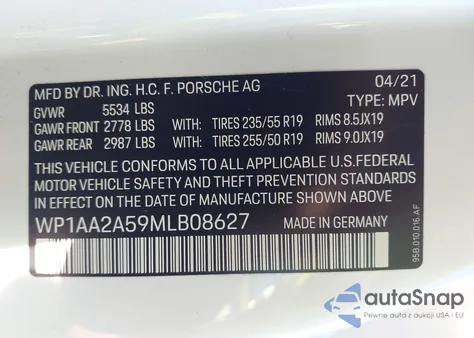 MFD BY DR. ING. H.C. F. PORSCHE AG 04/21
GVWR 5534 LBS TYPE: MPV
GAWR FRONT 2778 LBS WITH: TIRES 235/55 R19 RIMS 8.5JX19
GAWR REAR 2987 LBS WITH: TIRES 255/50 R19 RIMS 9.0JX19
THIS VEHICLE CONFORMS TO ALL APPLICABLE U.S.FEDERAL
MOTOR VEHICLE SAFETY AND THEFT PREVENTION STANDARDS
IN EFFECT ON THE DATE OF MANUFACTURE SHOWN ABOVE.
WP1AA2A59MLB08627 MADE IN GERMANY
95B.010.016.AF
autoSnap
Pewne auta z aukcji USA i EU